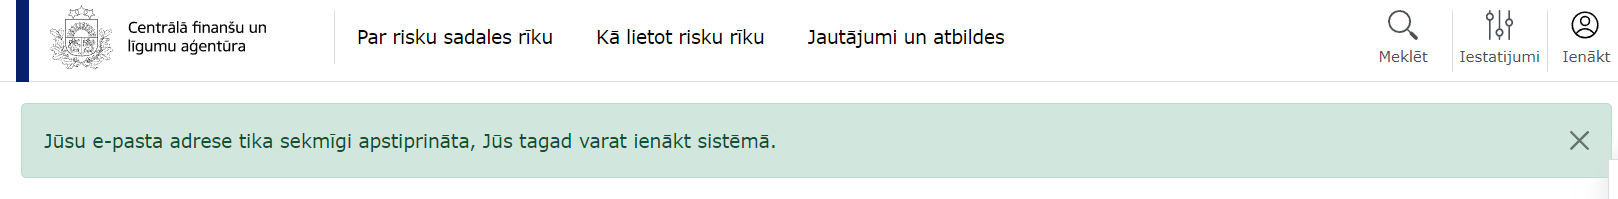 Centrālā finanšu un
līgumu aģentūra
Par risku sadales rīku
Kā lietot risku rīku
Jautājumi un atbildes
Meklēt
Iestatijumi
Ienākt
Jūsu e-pasta adrese tika sekmīgi apstiprināta, Jūs tagad varat ienākt sistēmā.